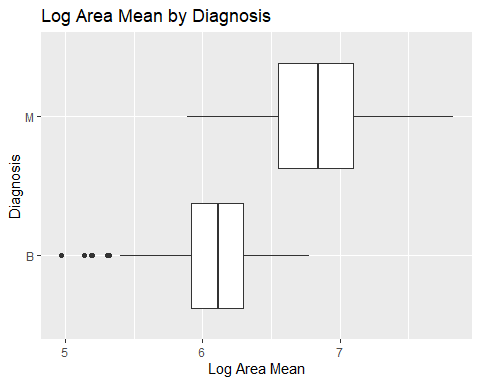 Log Area Mean by Diagnosis
Diagnosis
M
B
5 6 7
Log Area Mean